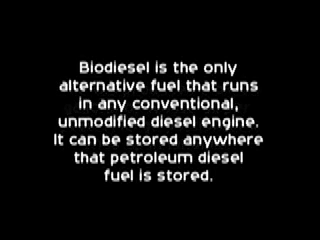 Biodiesel is the only
alternative fuel that runs
in any conventional,
unmodified diesel engine.
It can be stored anywhere
that petroleum diesel
fuel is stored.